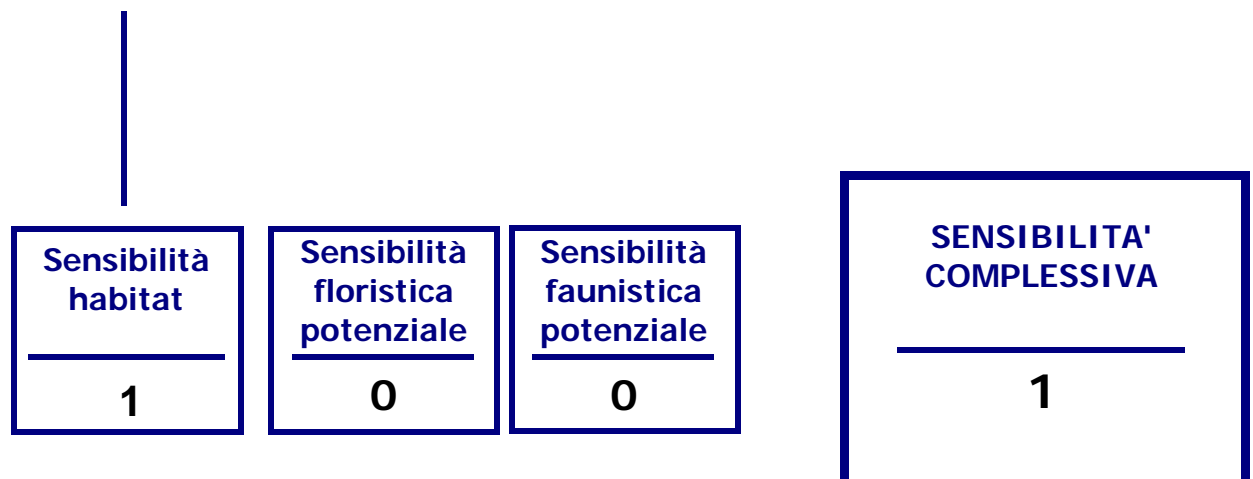 Sensibilità
habitat
1
Sensibilità
floristica
potenziale
0
Sensibilità
faunistica
potenziale
0
SENSIBILITA'
COMPLESSIVA
1